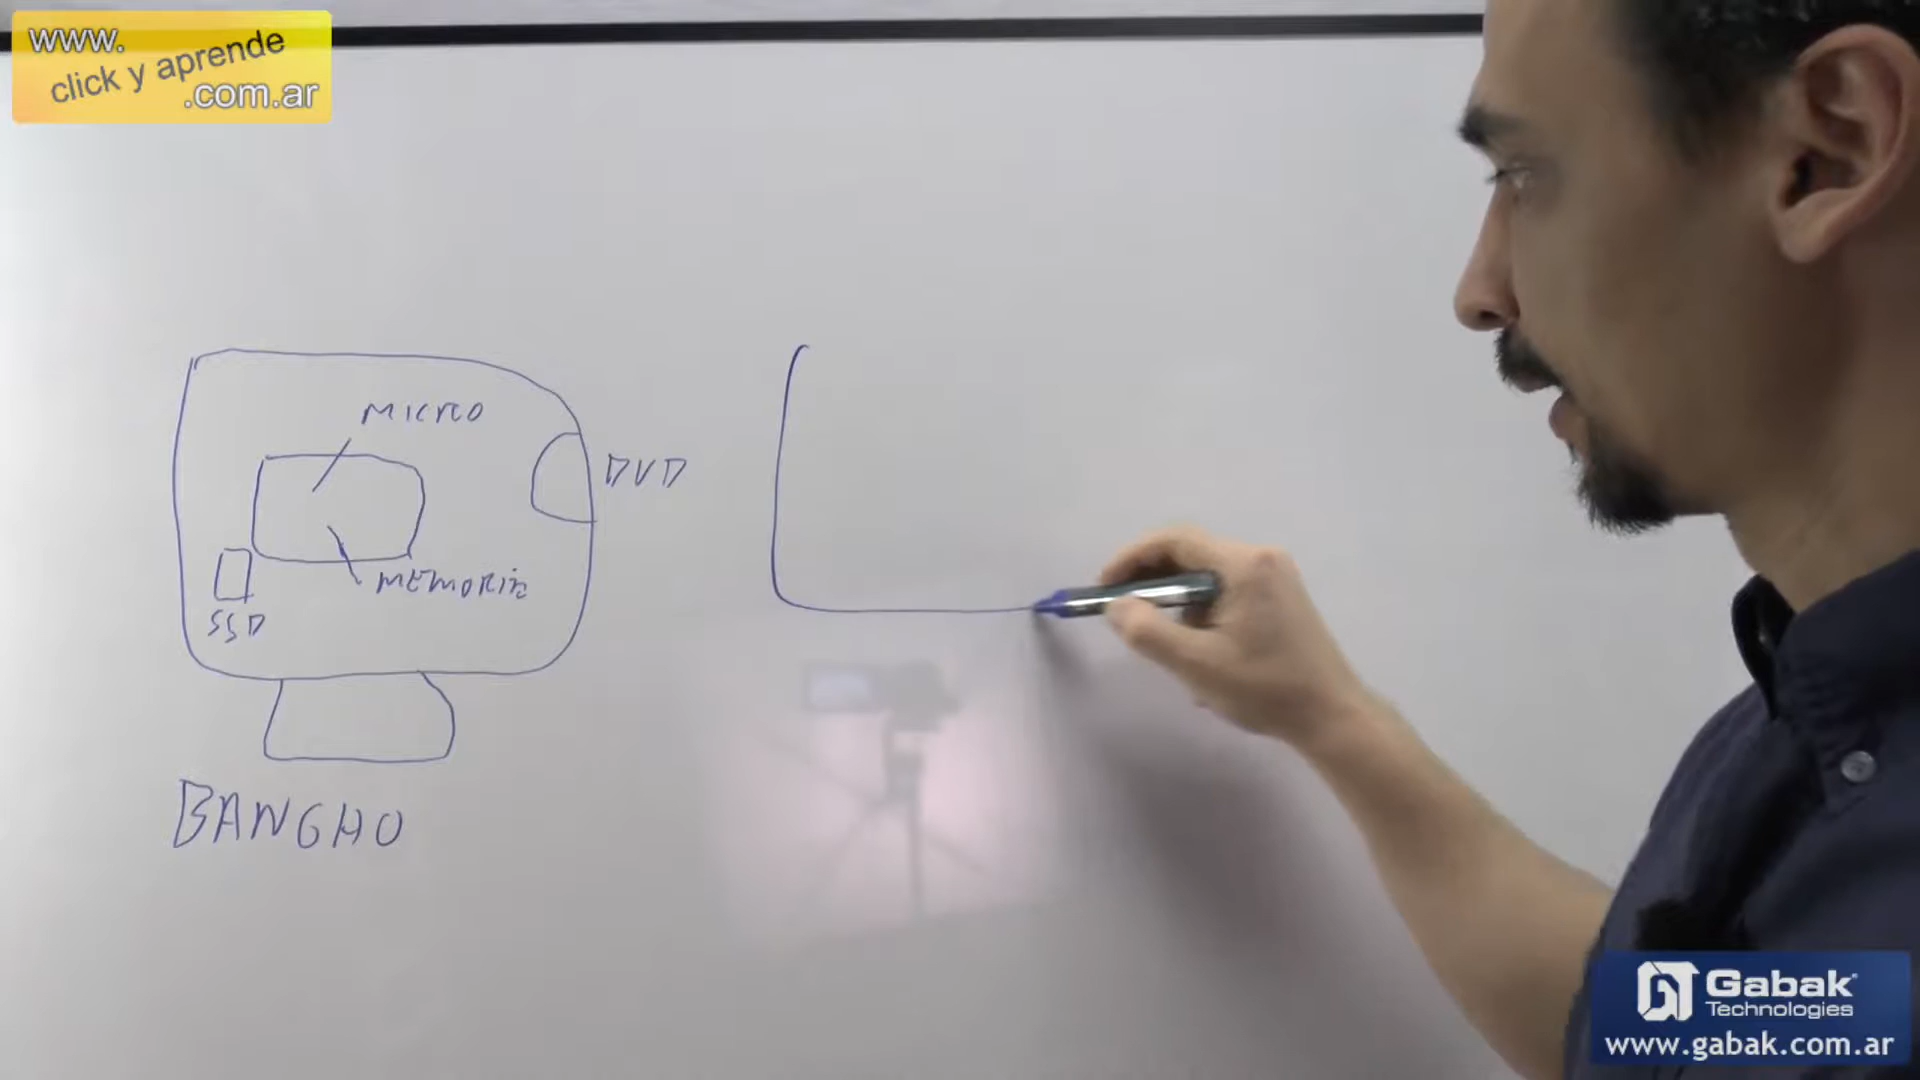 www.
click y aprende
.com.ar
MICRO
DVD
MEMORIA
SSD
BANGHO
Gabak
Technologies
www.gabak.com.ar